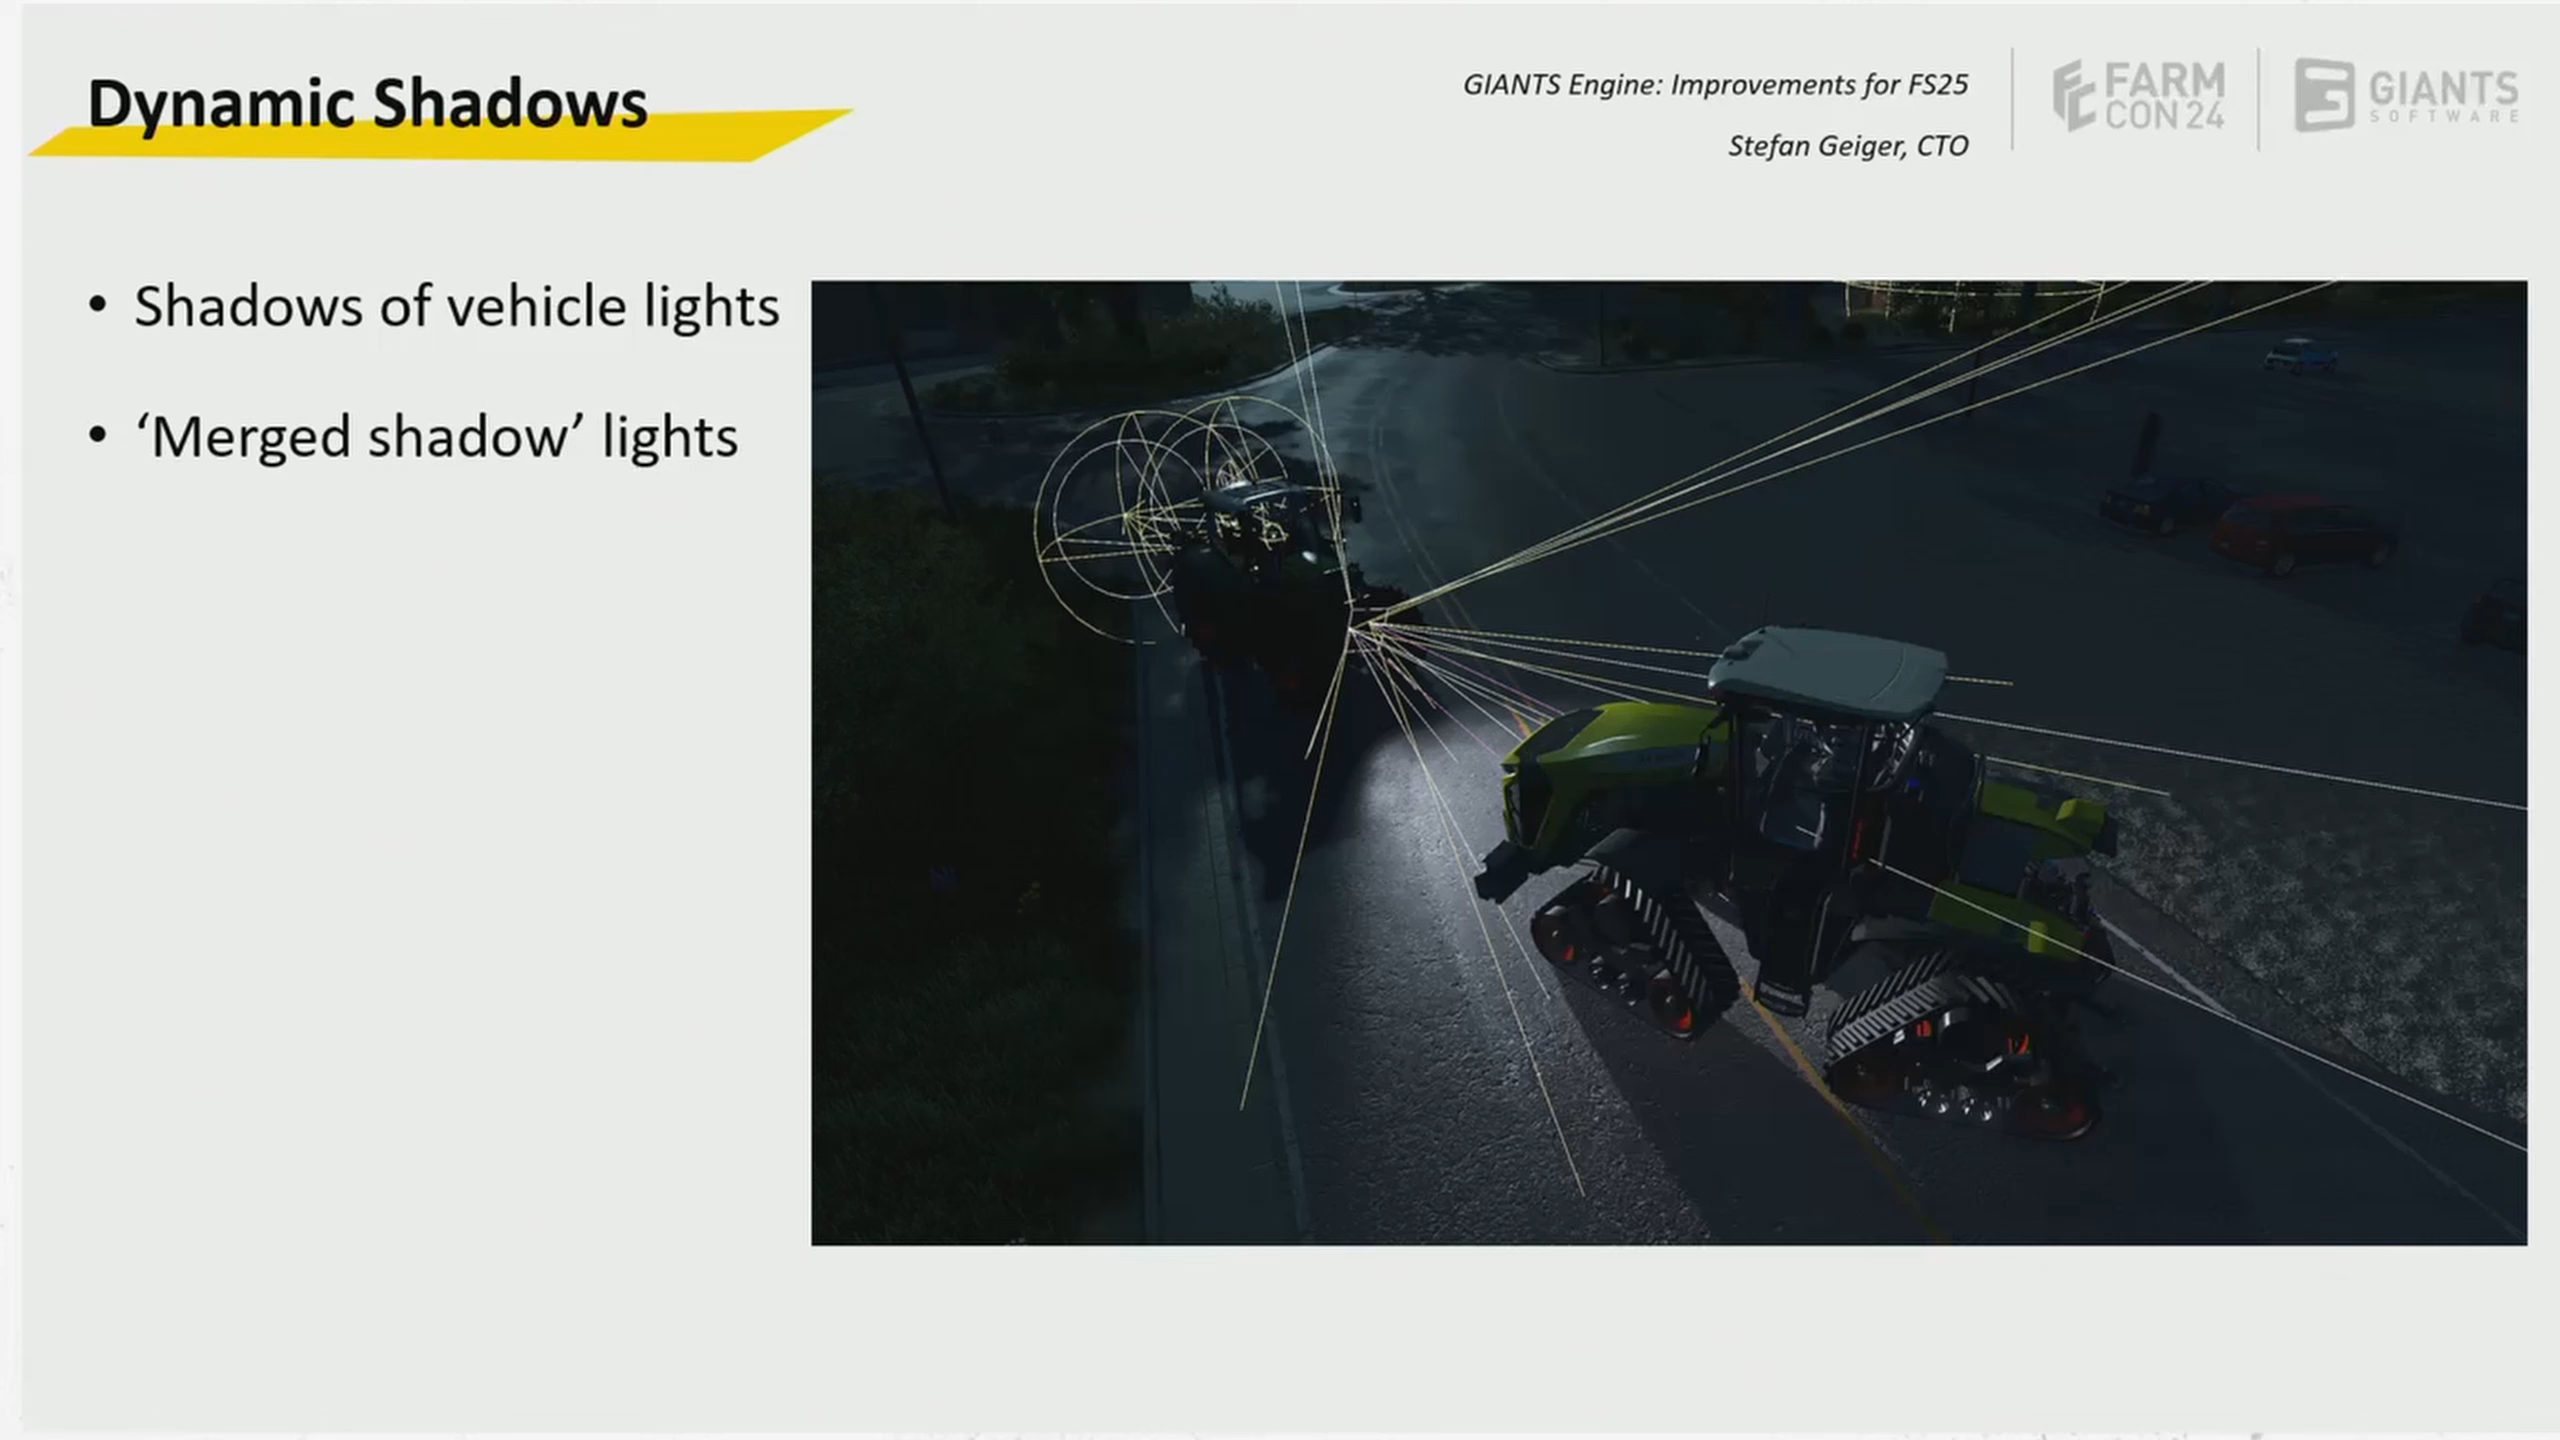 Dynamic Shadows
GIANTS Engine: Improvements for FS25
Stefan Geiger, CTO
FARM
CON 24
GIANTS
SOFTWARE
• Shadows of vehicle lights
• ‘Merged shadow’ lights